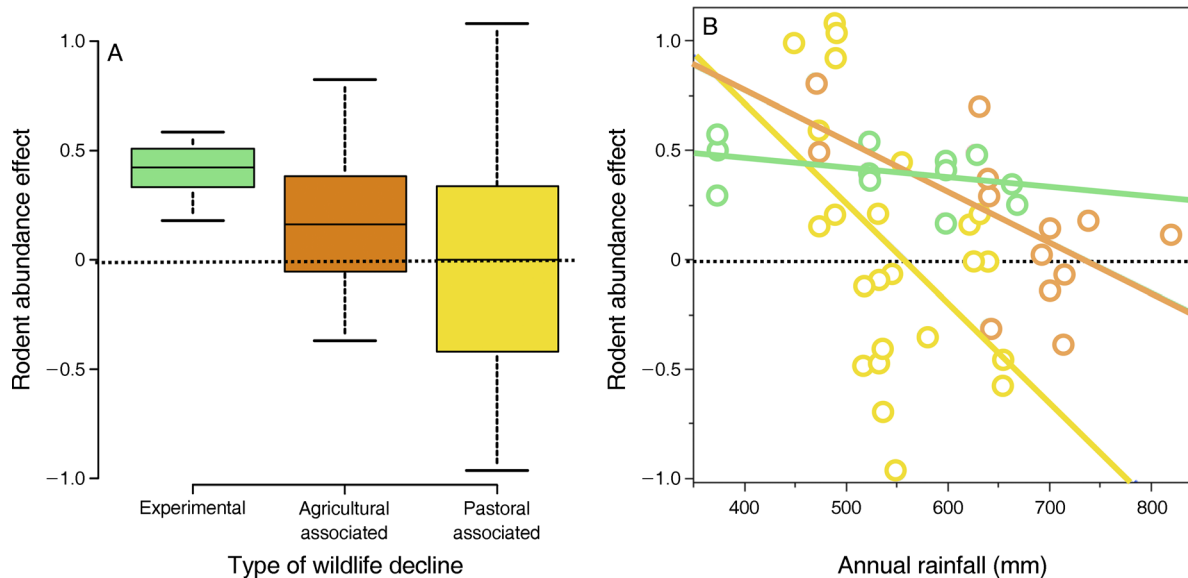 A
1.0
0.5
0
−0.5
−1.0
Rodent abundance effect
Experimental
Agricultural
associated
Pastoral
associated
Type of wildlife decline
B
1.0
0.5
0
−0.5
−1.0
Rodent abundance effect
400 500 600 700 800
Annual rainfall (mm)